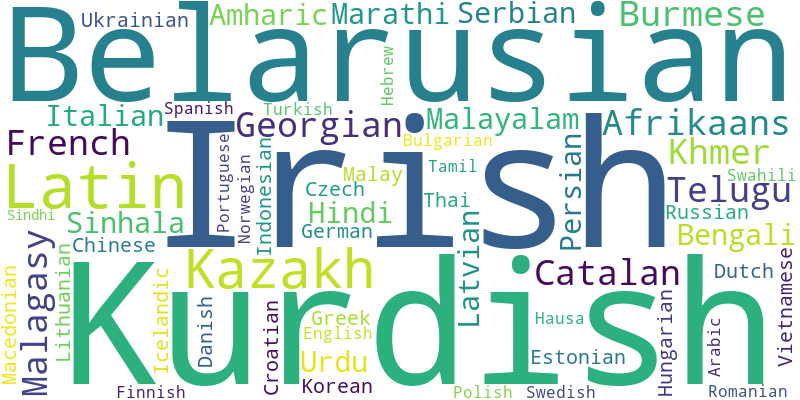 Belarusian
Ukrainian
Amharic
Marathi
Serbian
Burmese
Hebrew
Italian
Spanish
Turkish
French
Georgian
Malayalam
Afrikaans
Bulgarian
Irish
Latin
Portuguese
Norwegian
Indonesian
Malay
Tamil
Persian
Khmer
Swahili
Czech
Thai
Telugu
Sindhi
Sinhala
Hindi
Russian
Chinese
German
Latvian
Bengali
Malagasy
Lithuanian
Kazakh
Catalan
Dutch
Vietnamese
Kurdish
Macedonian
Icelandic
Danish
Croatian
Greek
English
Hausa
Hungarian
Arabic
Urdu
Estonian
Korean
Finnish
Polish
Swedish
Romanian